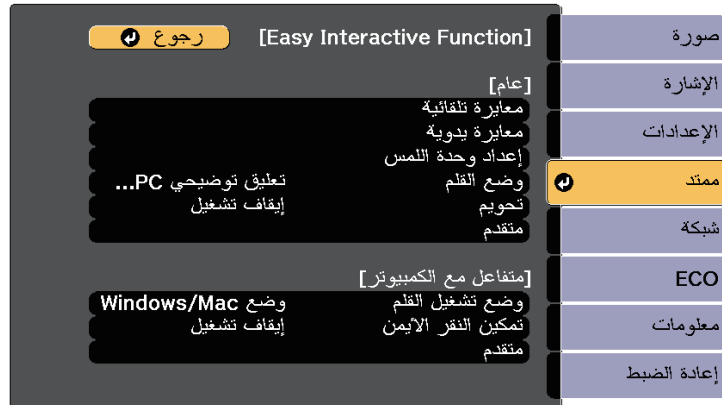 [Easy Interactive Function] رجوع
[عام]
معايرة تلقائية
معايرة يدوية
إعداد وحدة اللمس
وضع القلم تعليق توضيحي PC...
تحويم إيقاف تشغيل
متقدم
[متفاعل مع الكمبيوتر]
وضع تشغيل القلم وضع Windows/Mac
تمكين النقر الأيمن إيقاف تشغيل
متقدم
صورة
الإشارة
الإعدادات
ممتد
شبكة
ECO
معلومات
إعادة الضبط